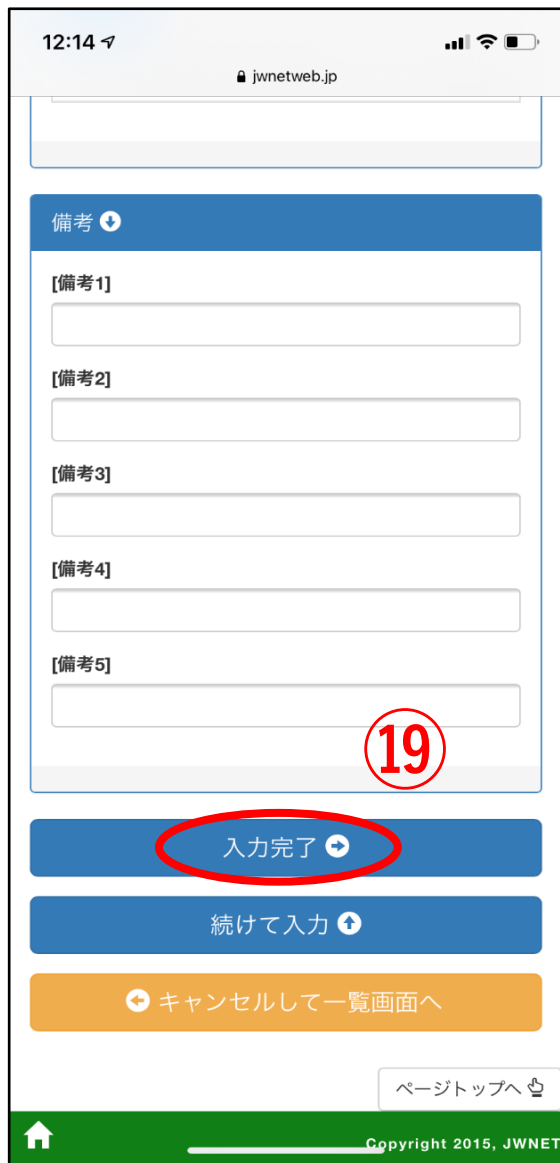 12:14
jwnetweb.jp
備考
[備考1]
[備考2]
[備考3]
[備考4]
[備考5]
⑲
入力完了
続けて入力
キャンセルして一覧画面へ
ページトップへ
Copyright 2015, JWNET